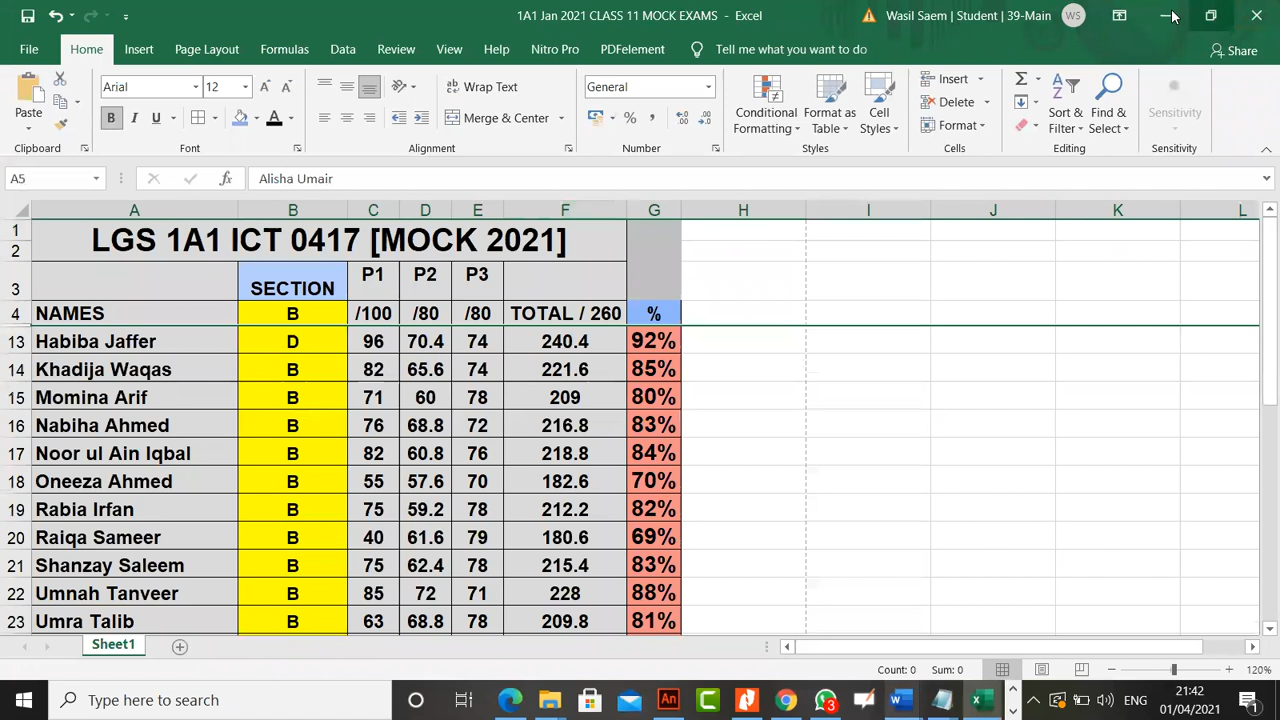 1A1 Jan 2021 CLASS 11 MOCK EXAMS - Excel
Wasil Saem | Student | 39-Main
WS
File Home Insert Page Layout Formulas Data Review View Help Nitro Pro PDFelement Tell me what you want to do Share
Arial 12 Wrap Text General Insert Σ
Paste B I U A Merge & Center % , Conditional Formatting Format as Table Cell Styles Delete Format Sort & Filter Find & Select Sensitivity
Clipboard Font Alignment Number Styles Cells Editing Sensitivity
A5 fx Alisha Umair
A B C D E F G H I J K L
1 LGS 1A1 ICT 0417 [MOCK 2021]
2
3 SECTION P1 P2 P3
4 NAMES B /100 /80 /80 TOTAL / 260 %
13 Habiba Jaffer D 96 70.4 74 240.4 92%
14 Khadija Waqas B 82 65.6 74 221.6 85%
15 Momina Arif B 71 60 78 209 80%
16 Nabiha Ahmed B 76 68.8 72 216.8 83%
17 Noor ul Ain Iqbal B 82 60.8 76 218.8 84%
18 Oneeza Ahmed B 55 57.6 70 182.6 70%
19 Rabia Irfan B 75 59.2 78 212.2 82%
20 Raiqa Sameer B 40 61.6 79 180.6 69%
21 Shanzay Saleem B 75 62.4 78 215.4 83%
22 Umnah Tanveer B 85 72 71 228 88%
23 Umra Talib B 63 68.8 78 209.8 81%
Sheet1
Count: 0 Sum: 0 120%
Type here to search An 3 ENG 21:42
01/04/2021 1